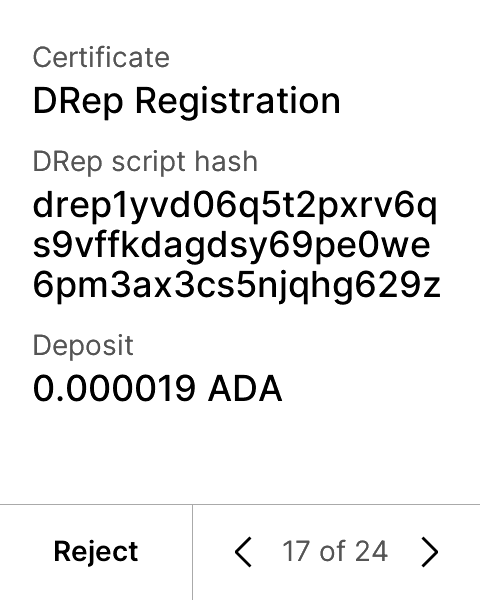 Certificate
DRep Registration
DRep script hash
drep1yvd06q5t2pxrv6q
s9vffkdagdsy69pe0we
6pm3ax3cs5njqhg629z
Deposit
0.000019 ADA
Reject
17 of 24